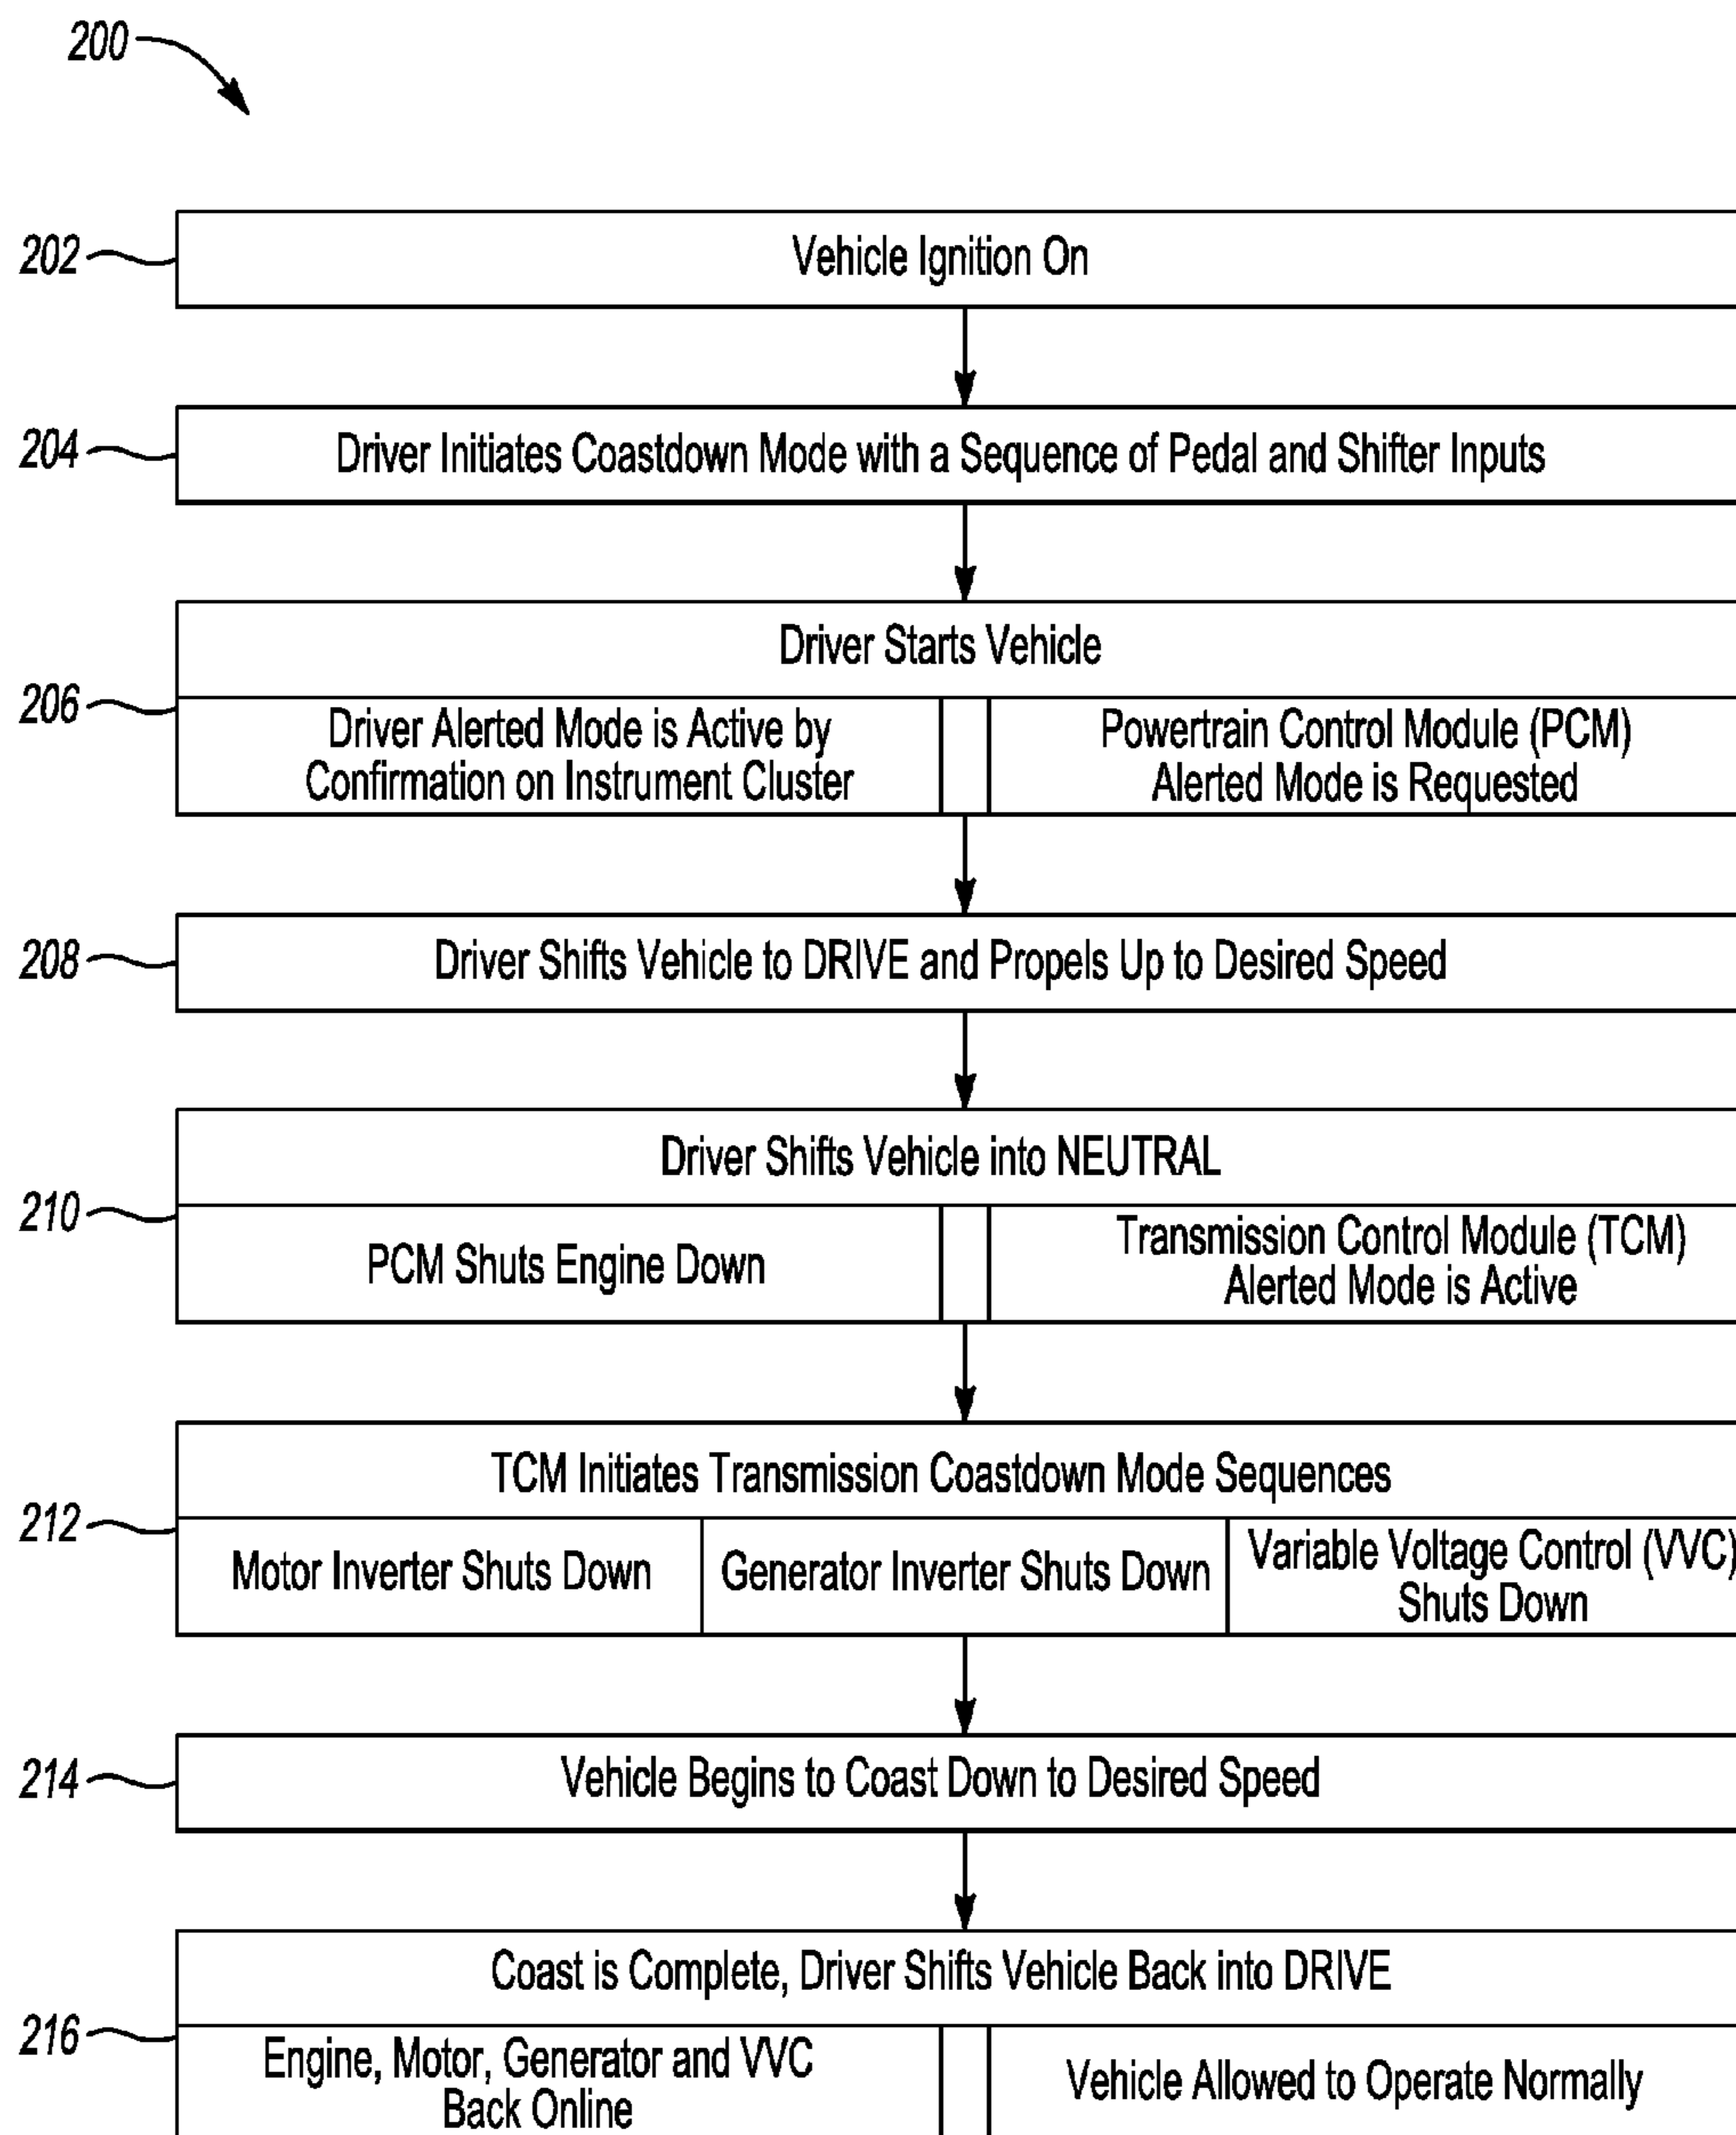 200
202
Vehicle Ignition On
204
Driver Initiates Coastdown Mode with a Sequence of Pedal and Shifter Inputs
206
Driver Starts Vehicle
Driver Alerted Mode is Active by
Confirmation on Instrument Cluster
Powertrain Control Module (PCM)
Alerted Mode is Requested
208
Driver Shifts Vehicle to DRIVE and Propels Up to Desired Speed
210
Driver Shifts Vehicle into NEUTRAL
PCM Shuts Engine Down
Transmission Control Module (TCM)
Alerted Mode is Active
212
TCM Initiates Transmission Coastdown Mode Sequences
Motor Inverter Shuts Down
Generator Inverter Shuts Down
Variable Voltage Control (VVC)
Shuts Down
214
Vehicle Begins to Coast Down to Desired Speed
216
Coast is Complete, Driver Shifts Vehicle Back into DRIVE
Engine, Motor, Generator and VVC
Back Online
Vehicle Allowed to Operate Normally